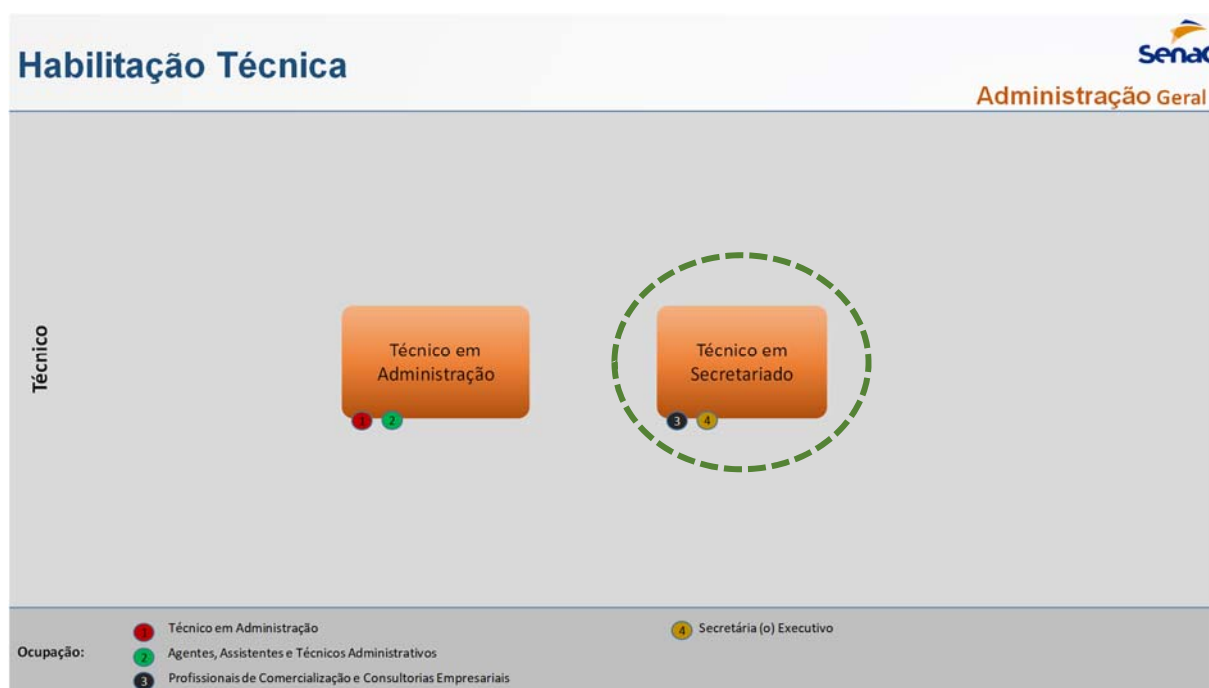 Habilitação Técnica
Senac
Administração Geral
Técnico
Técnico em
Administração
1 2
Técnico em
Secretariado
3 4
Ocupação:
1 Técnico em Administração
2 Agentes, Assistentes e Técnicos Administrativos
3 Profissionais de Comercialização e Consultorias Empresariais
4 Secretária (o) Executivo